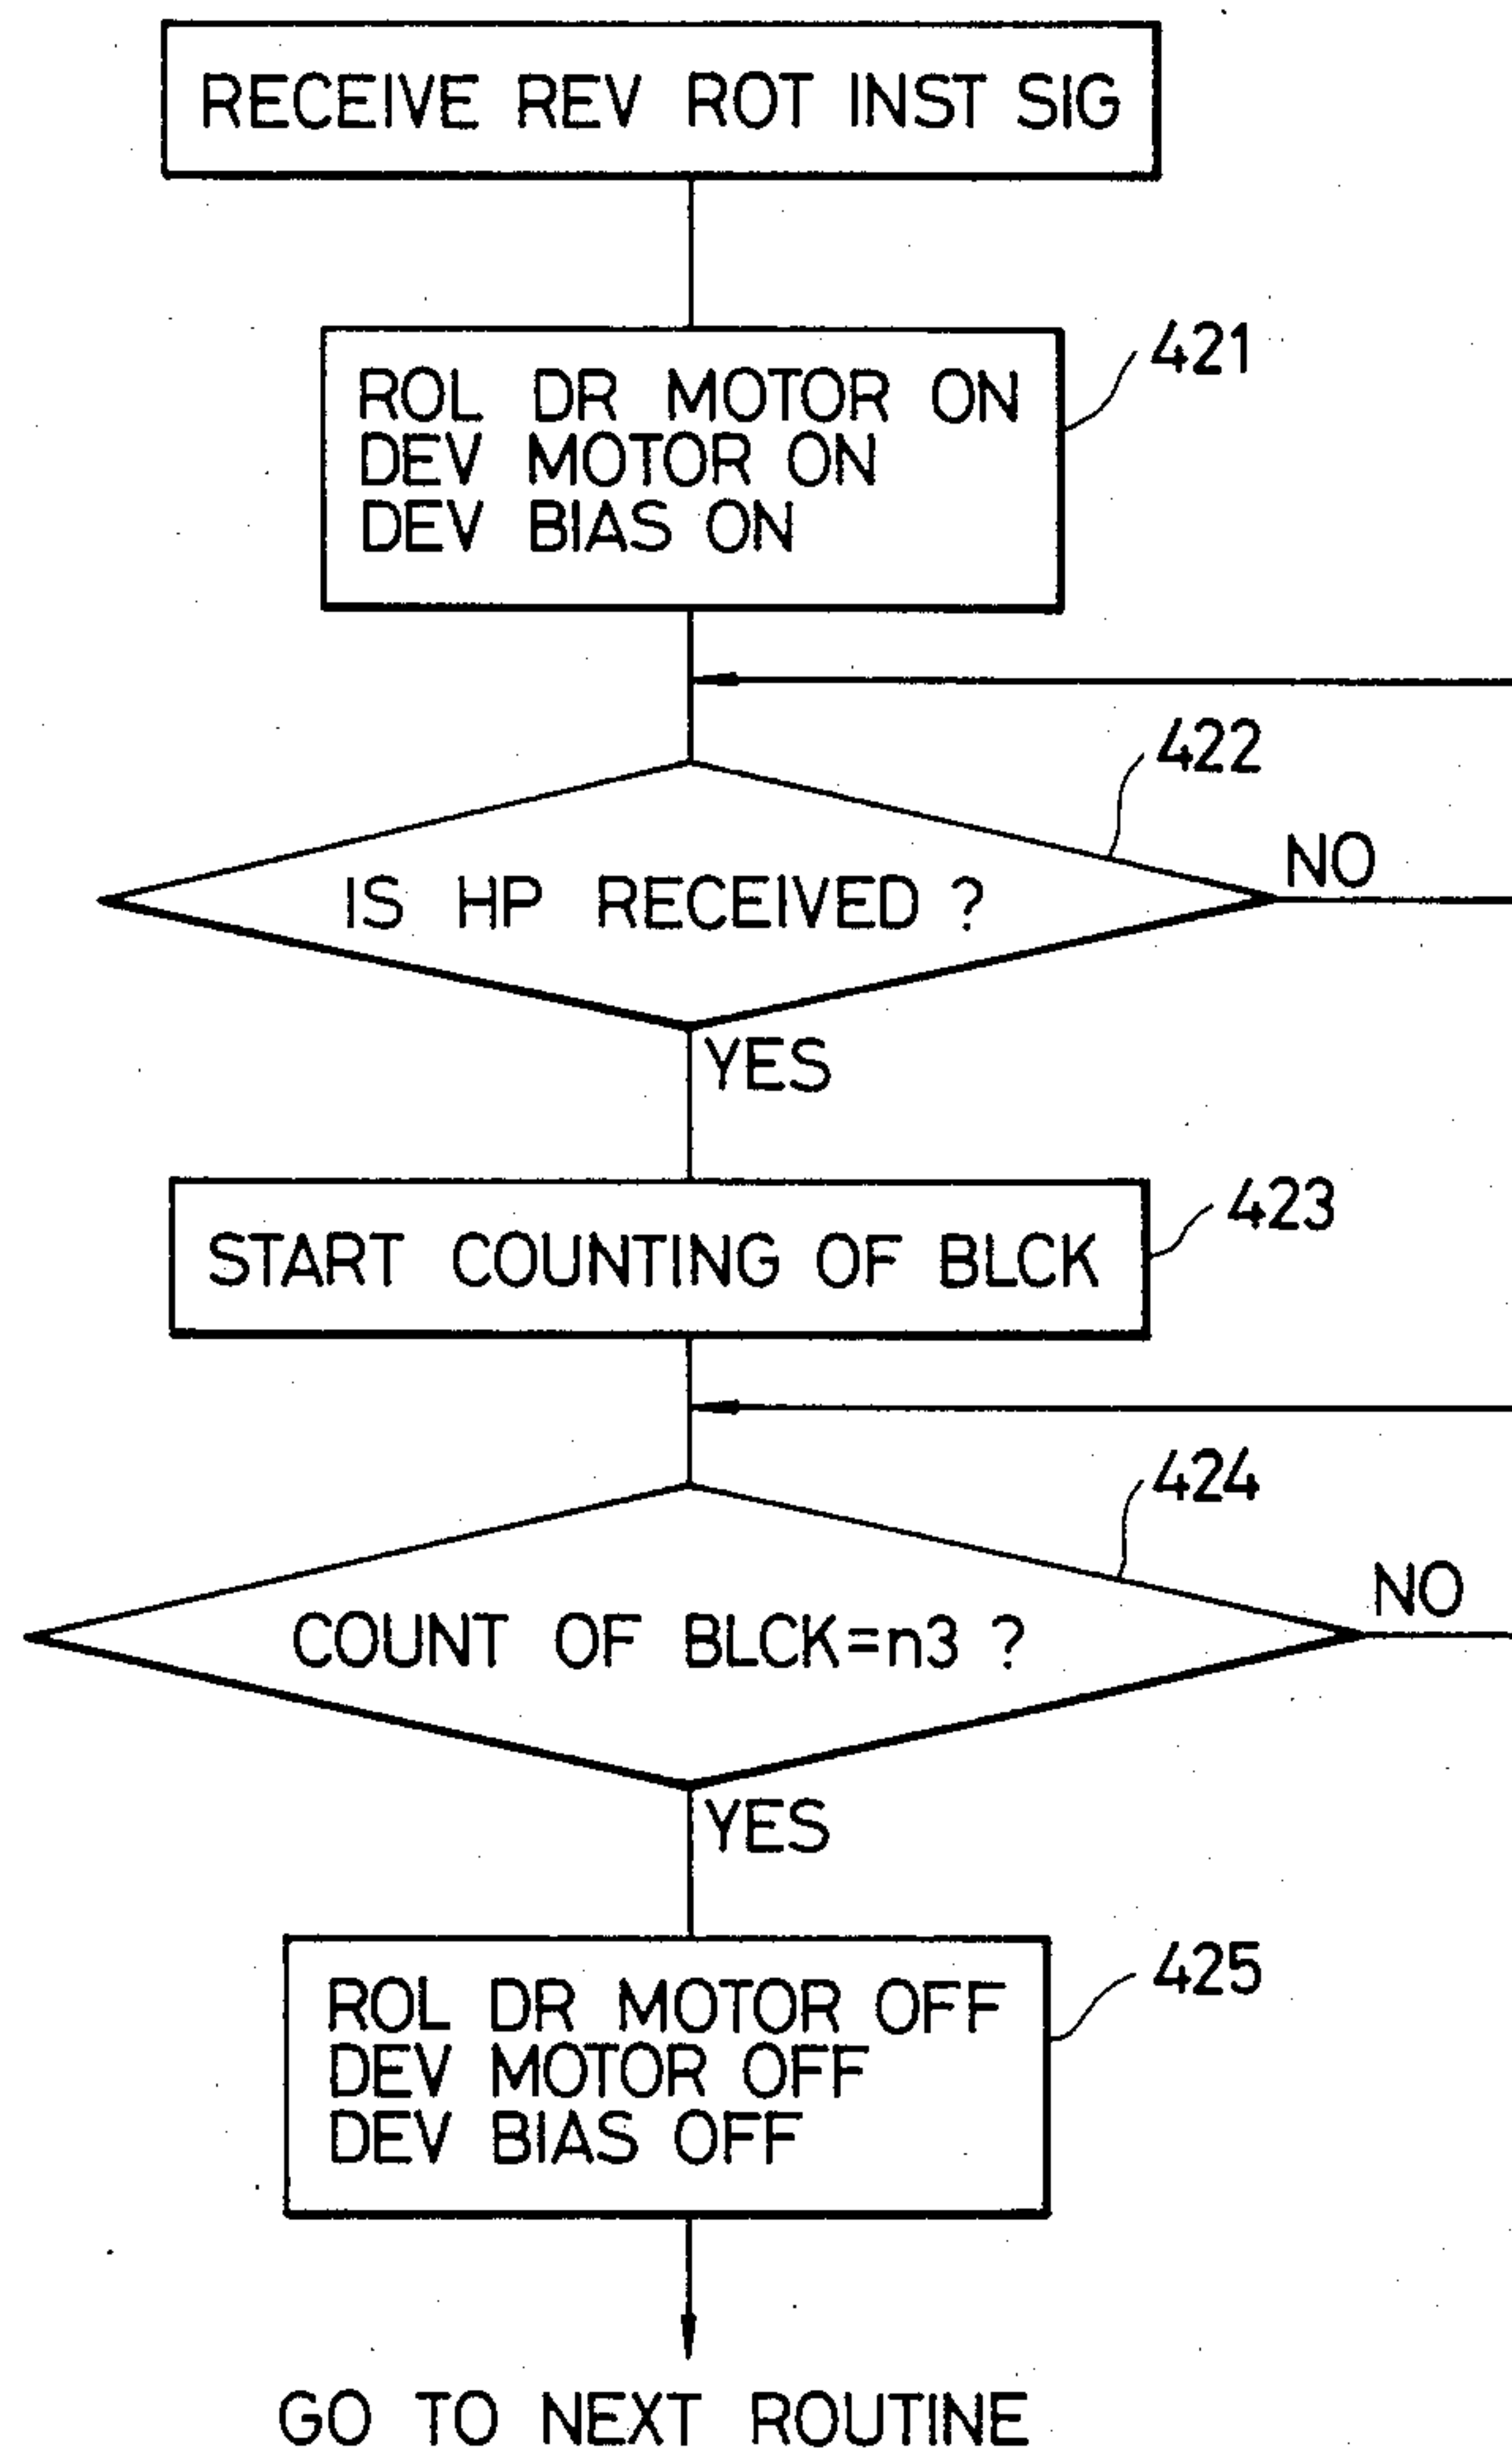 RECEIVE REV ROT INST SIG
421
ROL DR MOTOR ON
DEV MOTOR ON
DEV BIAS ON
422
NO
IS HP RECEIVED ?
YES
423
START COUNTING OF BLCK
424
NO
COUNT OF BLCK=n3 ?
YES
425
ROL DR MOTOR OFF
DEV MOTOR OFF
DEV BIAS OFF
GO TO NEXT ROUTINE